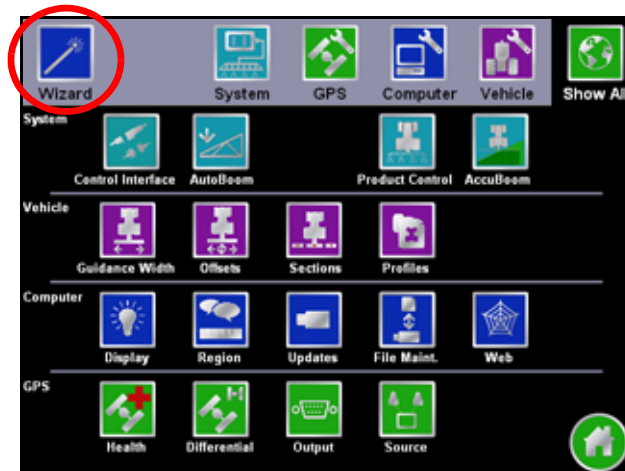 Wizard System GPS Computer Vehicle Show All
System
Control Interface AutoBoom Product Control AccuBoom
Vehicle
Guidance Width Offsets Sections Profiles
Computer
Display Region Updates File Maint. Web
GPS
Health Differential Output Source